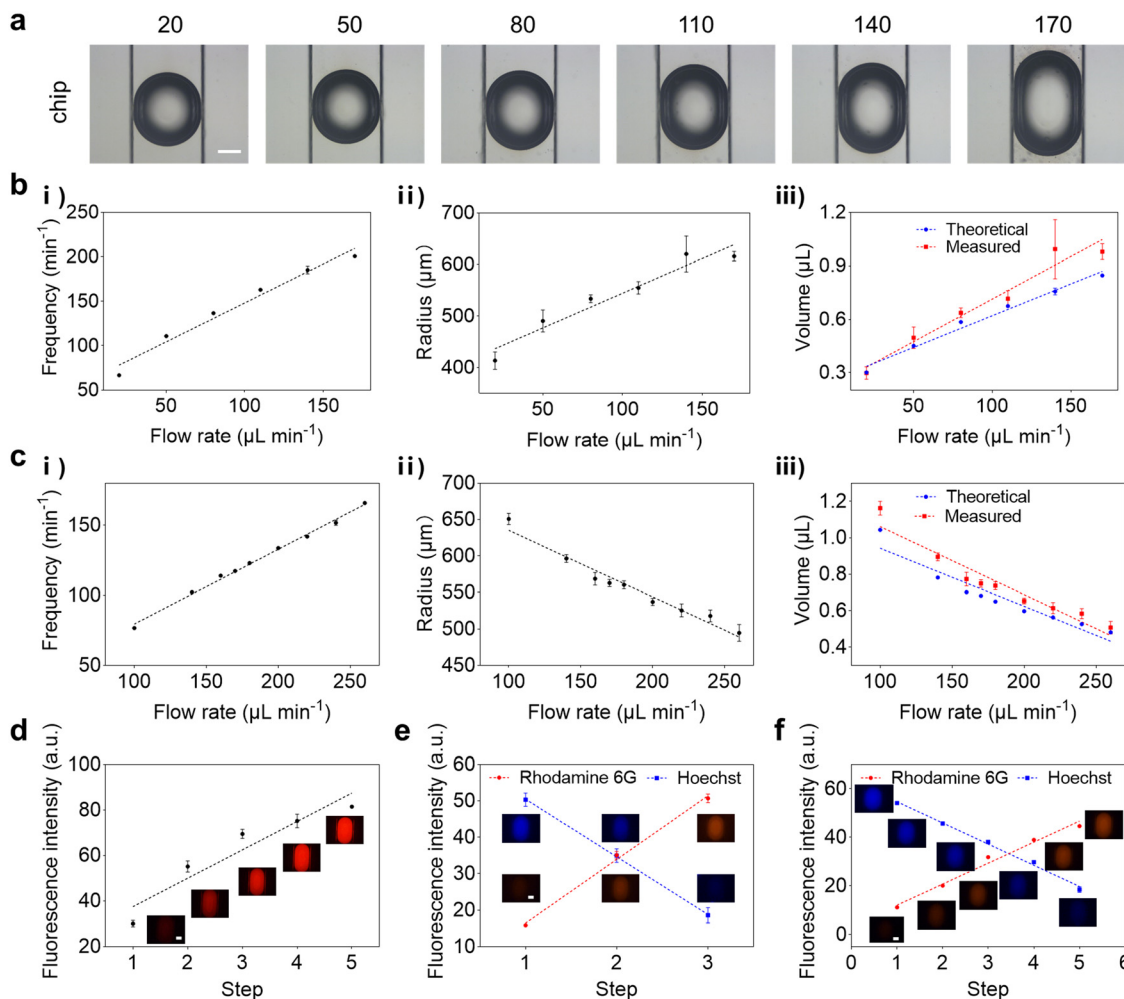 a
20 50 80 110 140 170
chip
b
i)
Frequency (min⁻¹)
250
200
150
100
50
50 100 150
Flow rate (µL min⁻¹)
ii)
Radius (µm)
700
600
500
400
50 100 150
Flow rate (µL min⁻¹)
iii)
Volume (µL)
1.2
0.9
0.6
0.3
Theoretical
Measured
50 100 150
Flow rate (µL min⁻¹)
c
i)
Frequency (min⁻¹)
150
100
50
100 150 200 250
Flow rate (µL min⁻¹)
ii)
Radius (µm)
700
650
600
550
500
450
100 150 200 250
Flow rate (µL min⁻¹)
iii)
Volume (µL)
1.2
1.0
0.8
0.6
0.4
Theoretical
Measured
100 150 200 250
Flow rate (µL min⁻¹)
d
Fluorescence intensity (a.u.)
100
80
60
40
20
1 2 3 4 5
Step
e
Fluorescence intensity (a.u.)
60
50
40
30
20
10
Rhodamine 6G Hoechst
1 2 3
Step
f
Fluorescence intensity (a.u.)
60
40
20
0
Rhodamine 6G Hoechst
0 1 2 3 4 5 6
Step